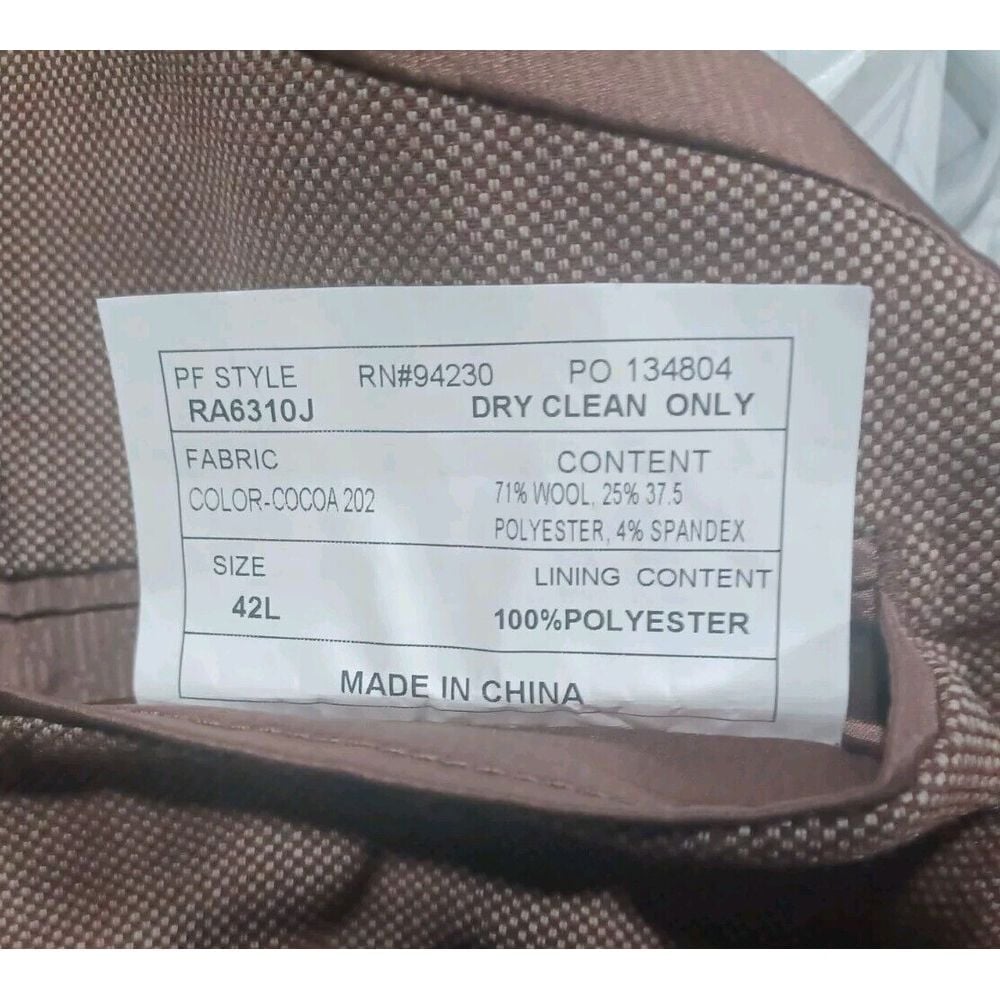 PF STYLE RN#94230 PO 134804
RA6310J DRY CLEAN ONLY
FABRIC CONTENT
COLOR-COCOA 202 71% WOOL, 25% 37.5
POLYESTER, 4% SPANDEX
SIZE LINING CONTENT
42L 100%POLYESTER
MADE IN CHINA